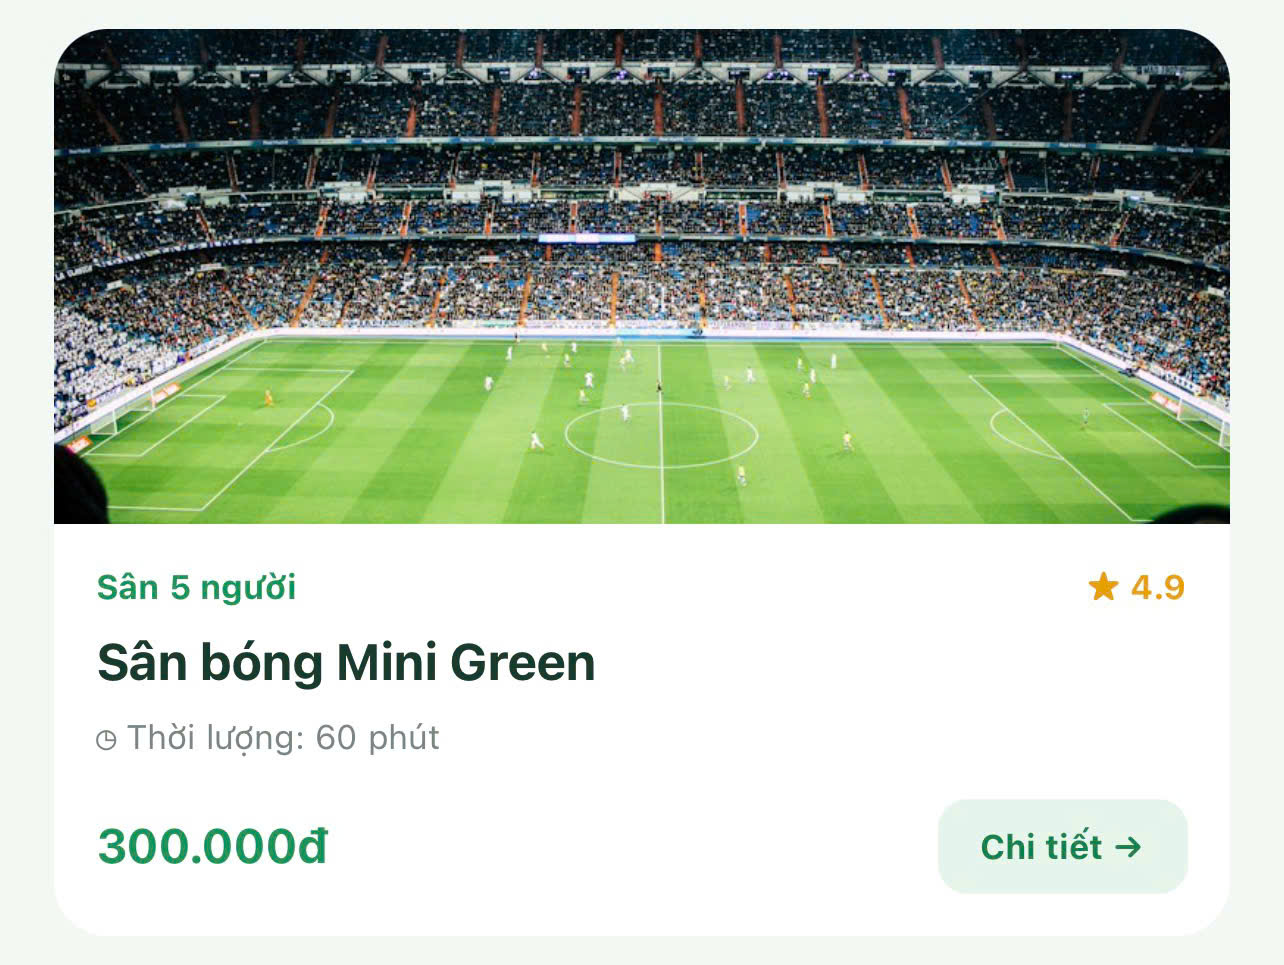 Sân 5 người
★ 4.9
Sân bóng Mini Green
Thời lượng: 60 phút
300.000đ
Chi tiết →